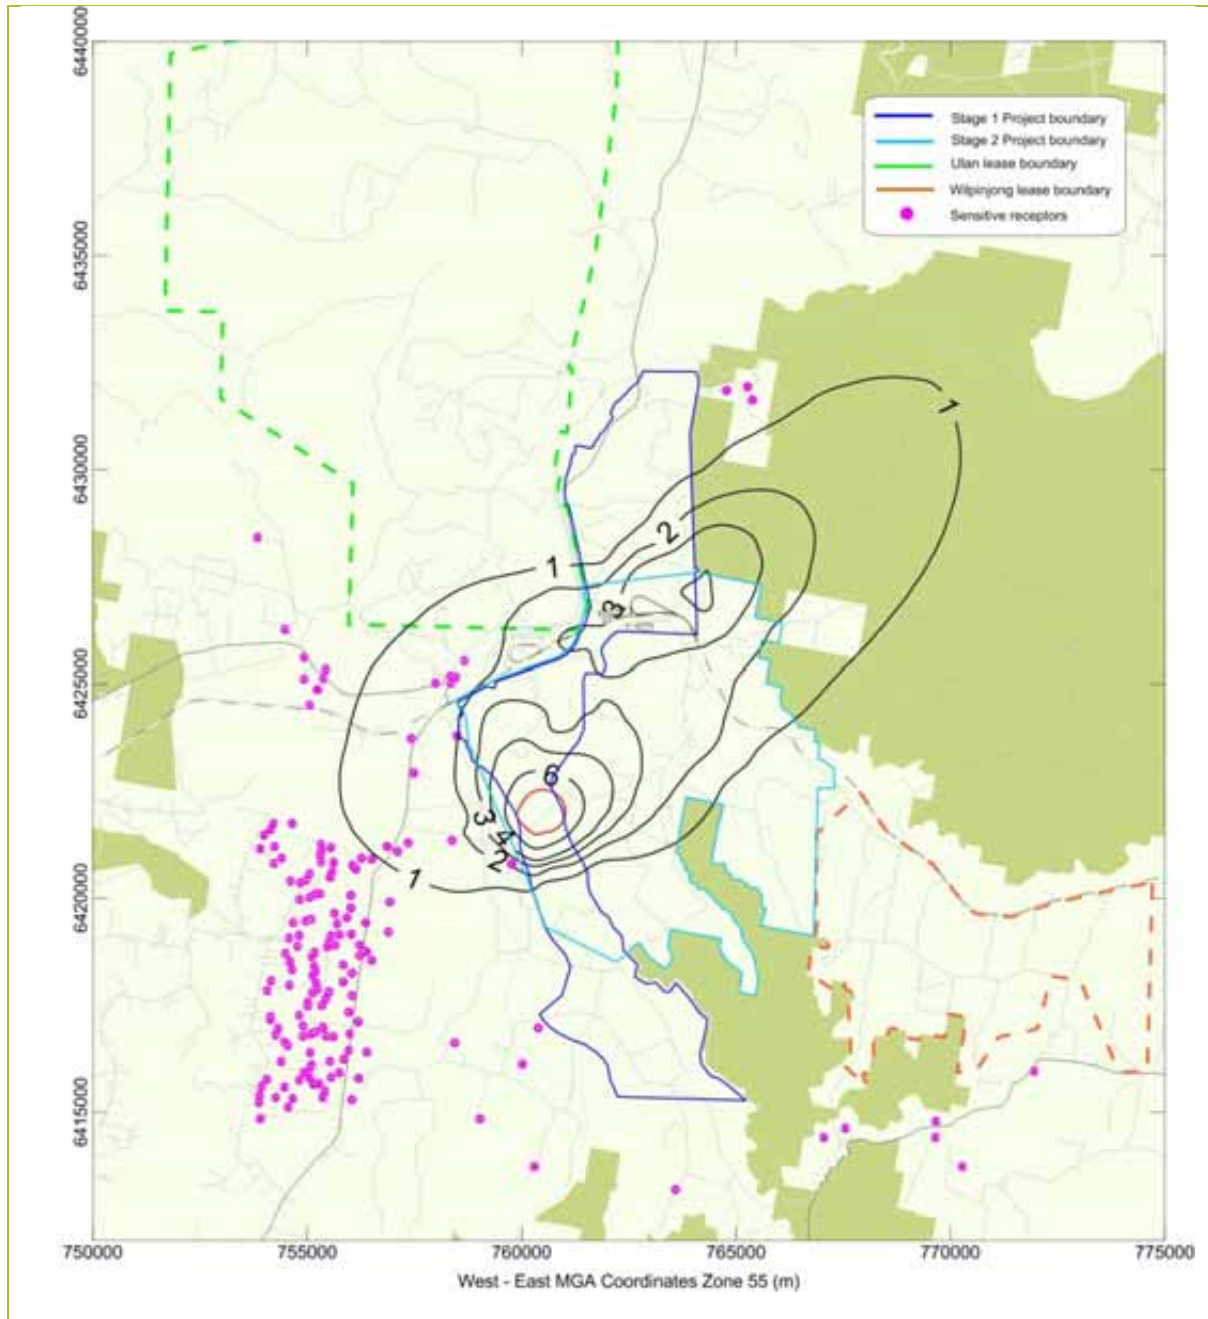 6440000
Stage 1 Project boundary
Stage 2 Project boundary
Ulan lease boundary
Wilpinjong lease boundary
Sensitive receptors
6435000
1
6430000
2
1
3
6425000
6
3
4
2
1
6420000
6415000
750000 755000 760000 765000 770000 775000
West - East MGA Coordinates Zone 55 (m)